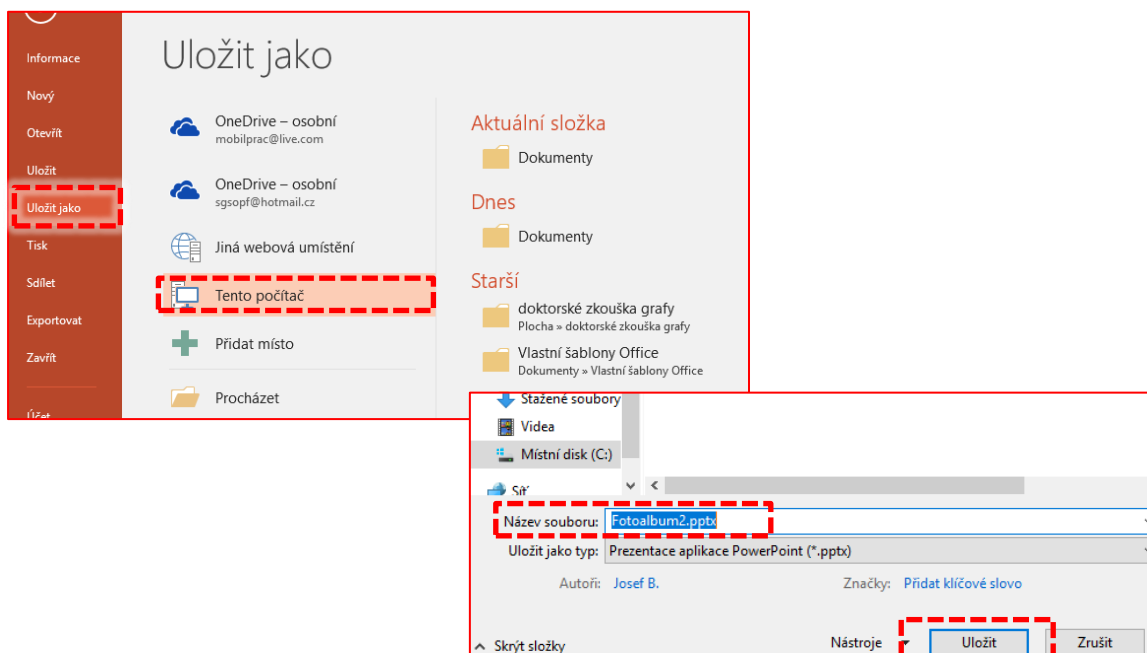 Informace
Nový
Otevřít
Uložit
Uložit jako
Tisk
Sdílet
Exportovat
Zavřít
Účet
Uložit jako
OneDrive – osobní
mobilprac@live.com
OneDrive – osobní
sgsopf@hotmail.cz
Jiná webová umístění
Tento počítač
Přidat místo
Procházet
Aktuální složka
Dokumenty
Dnes
Dokumenty
Starší
doktorské zkouška grafy
Plocha » doktorské zkouška grafy
Vlastní šablony Office
Dokumenty » Vlastní šablony Office
Stažené soubory
Videa
Místní disk (C:)
Síť
Název souboru: Fotoalbum2.pptx
Uložit jako typ: Prezentace aplikace PowerPoint (*.pptx)
Autoři: Josef B. Značky: Přidat klíčové slovo
Skrýt složky Nástroje Uložit Zrušit